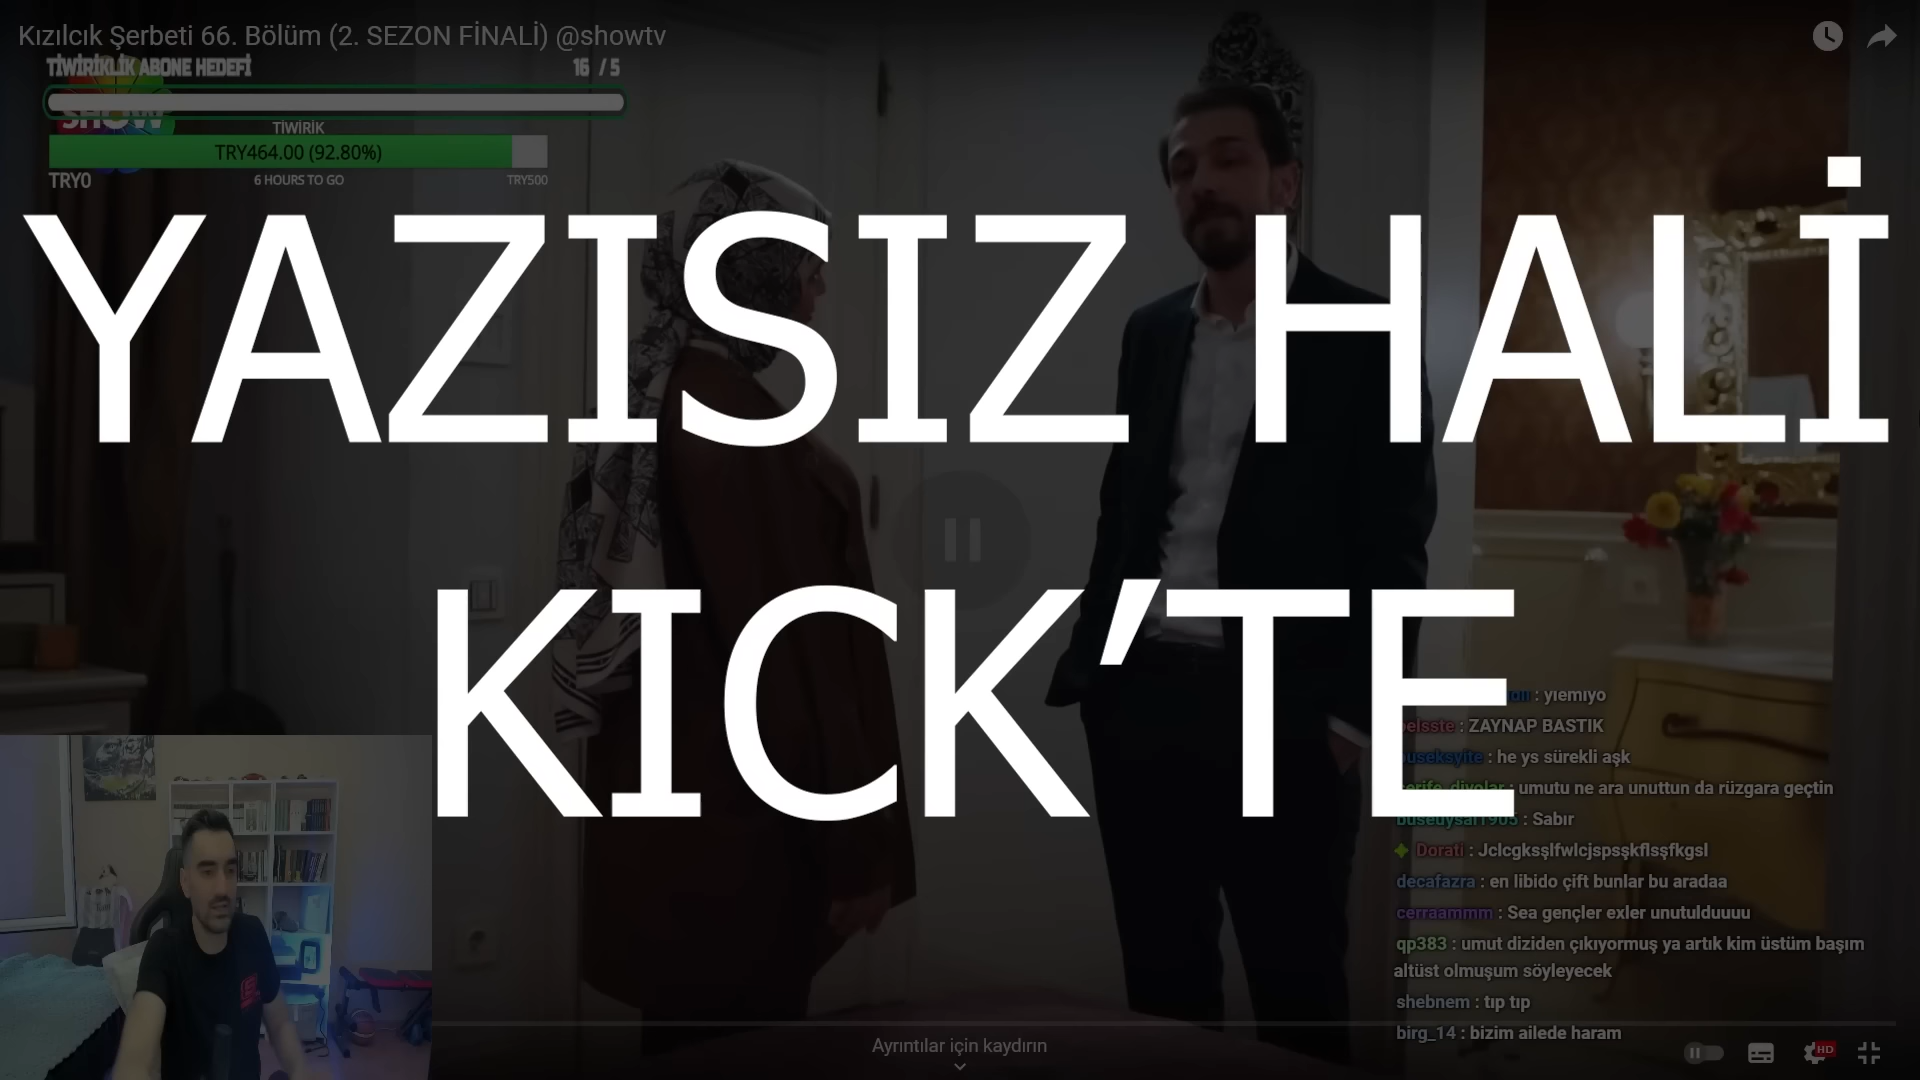 Kızılcık Şerbeti 66. Bölüm (2. SEZON FİNALİ) @showtv
TİWİRİKLİK ABONE HEDEFİ 16 / 5
SHOW
TİWİRİK
TRY464.00 (92.80%)
TRY0 6 HOURS TO GO TRY500
YAZISIZ HALİ
KICK’TE
: yıemıyo
: ZAYNAP BASTIK
: he ys sürekli aşk
: umutu ne ara unuttun da rüzgara geçtin
buseuysal1905 : Sabır
Dorati : Jclcgksşlfwlcjspsşkflsşfkgsl
decafazra : en libido çift bunlar bu aradaa
cerraammm : Sea gençler exler unutulduuuu
qp383 : umut diziden çıkıyormuş ya artık kim üstüm başım
altüst olmuşum söyleyecek
shebnem : tıp tıp
birg_14 : bizim ailede haram
Ayrıntılar için kaydırın
HD